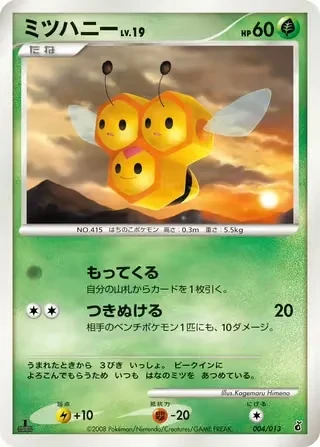 ミツハニー LV.19 HP 60
たね
NO.415 はちのこポケモン 高さ:0.3m 重さ:5.5kg
もってくる
自分の山札からカードを1枚引く。
つきぬける 20
相手のベンチポケモン1匹にも、10ダメージ。
うまれたときから 3びき いっしょ。 ビークインに
よろこんでもらうため いつも はなのミツを あつめている。
Illus. Kagemaru Himeno
弱点 抵抗力 にげる
+10 -20
004/013
©2008 Pokémon/Nintendo/Creatures/GAME FREAK.